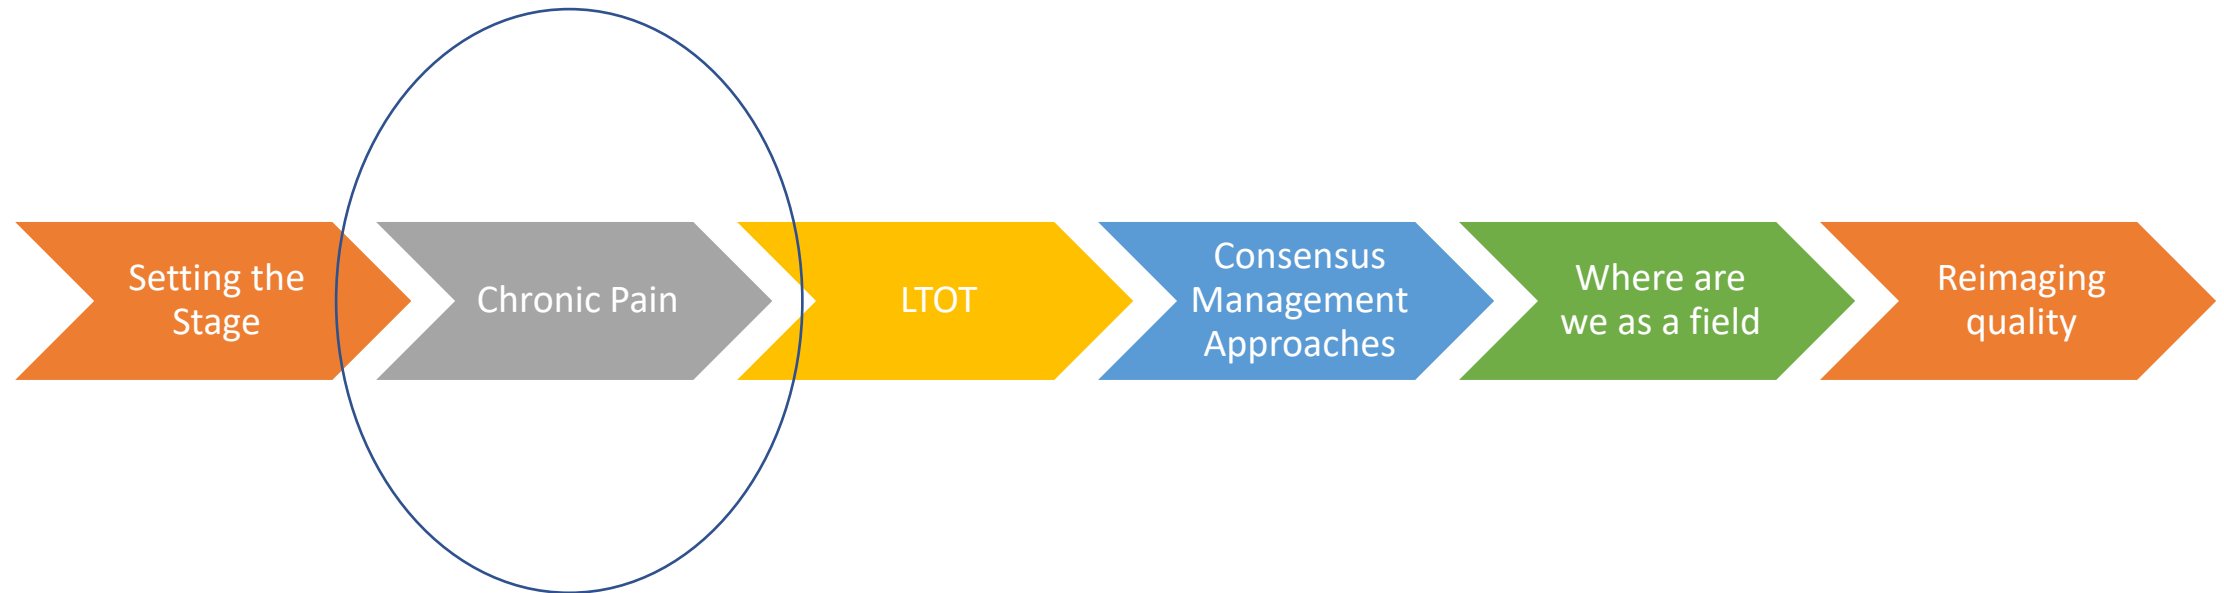 Setting the
Stage
Chronic Pain
LTOT
Consensus
Management
Approaches
Where are
we as a field
Reimaging
quality